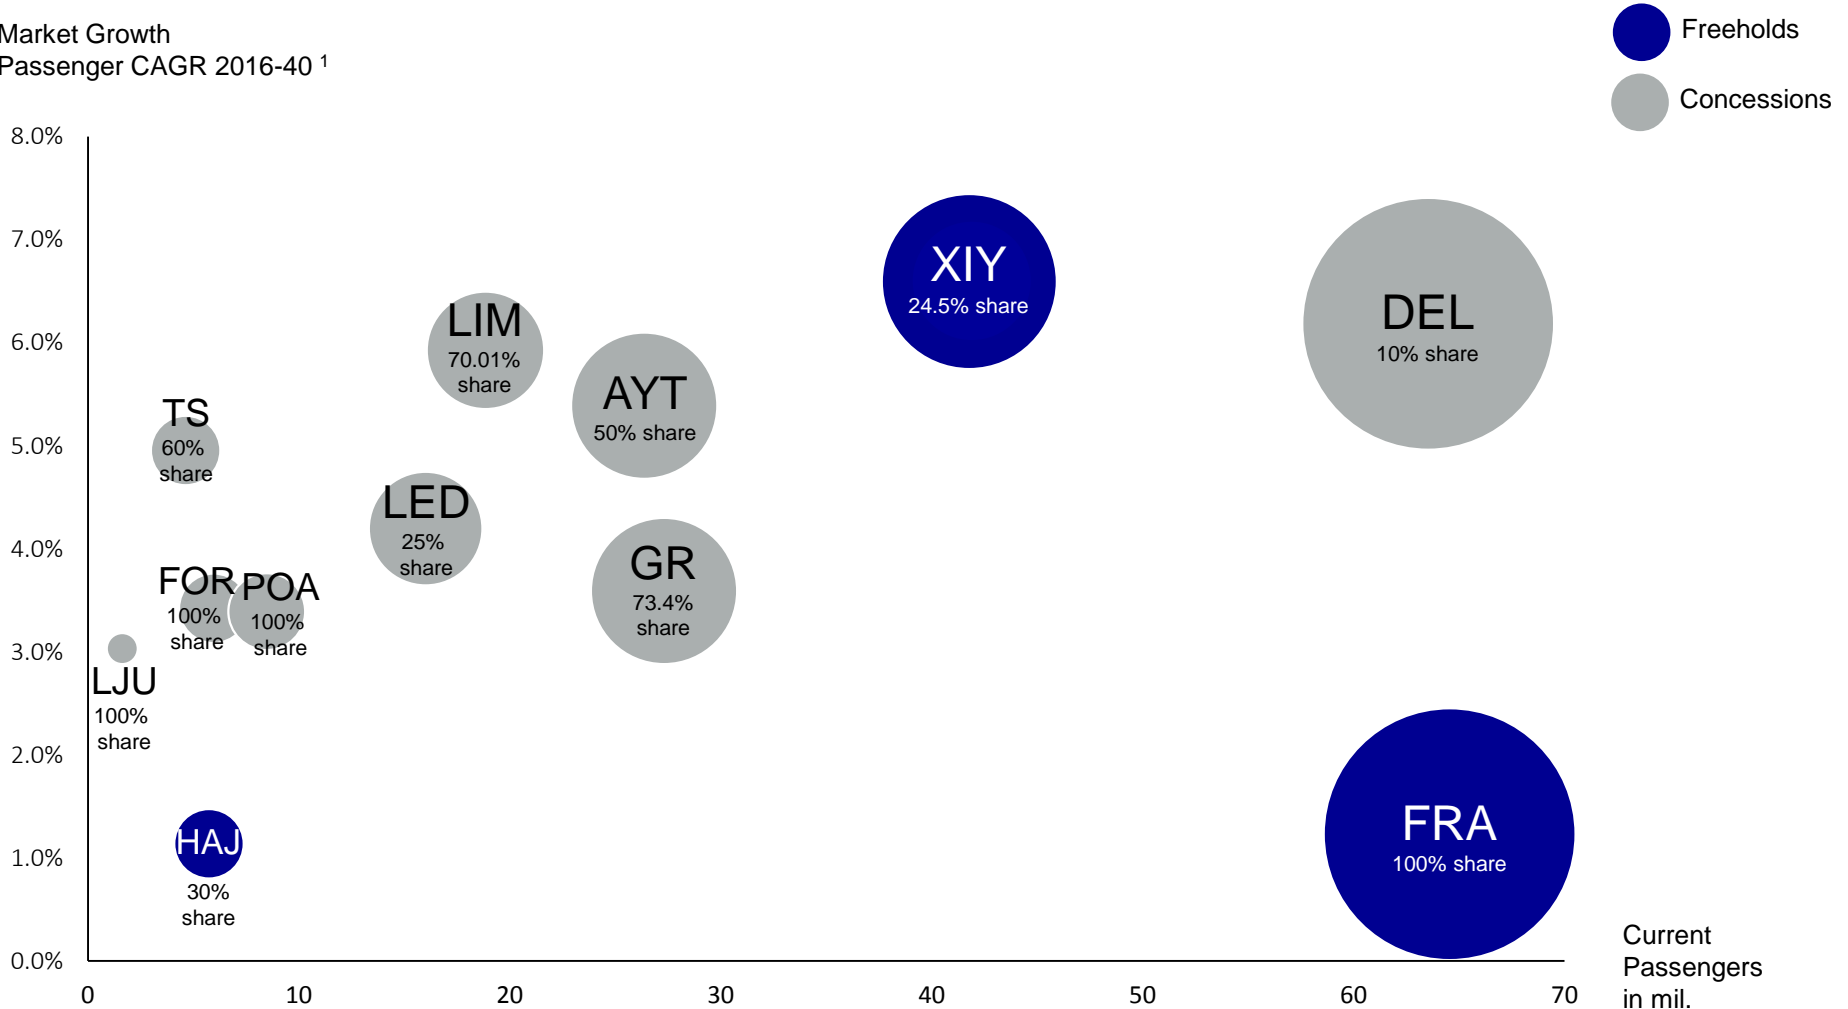 Market Growth
Passenger CAGR 2016-40 ¹
Freeholds
Concessions
8.0%
7.0%
6.0%
5.0%
4.0%
3.0%
2.0%
1.0%
0.0%
XIY
24.5% share
DEL
10% share
LIM
70.01%
share
AYT
50% share
TS
60%
share
LED
25%
share
GR
73.4%
share
FOR
100%
share
POA
100%
share
LJU
100%
share
HAJ
30%
share
FRA
100% share
0
10
20
30
40
50
60
70
Current
Passengers
in mil.